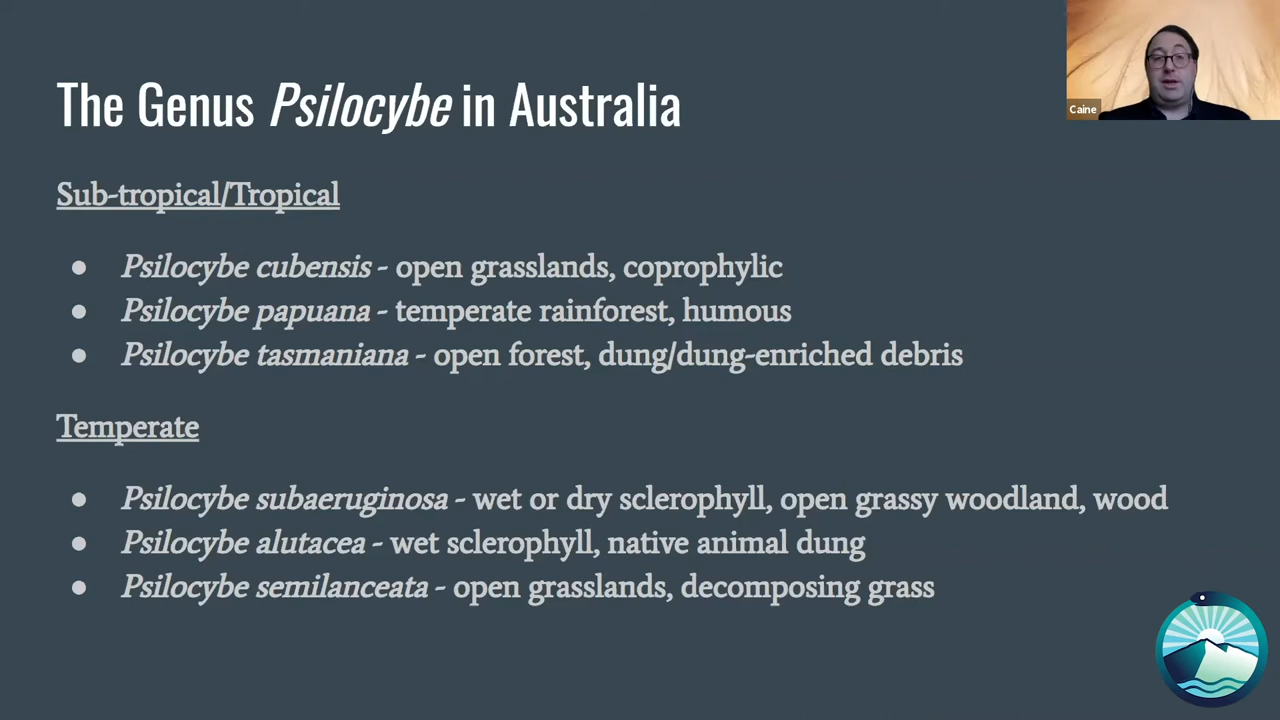 The Genus Psilocybe in Australia
Caine
Sub-tropical/Tropical
● Psilocybe cubensis - open grasslands, coprophylic
● Psilocybe papuana - temperate rainforest, humous
● Psilocybe tasmaniana - open forest, dung/dung-enriched debris
Temperate
● Psilocybe subaeruginosa - wet or dry sclerophyll, open grassy woodland, wood
● Psilocybe alutacea - wet sclerophyll, native animal dung
● Psilocybe semilanceata - open grasslands, decomposing grass